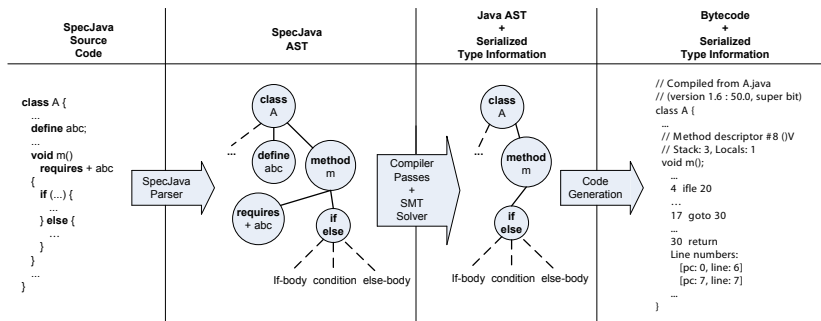 SpecJava
Source
Code
SpecJava
AST
Java AST
+
Serialized
Type Information
Bytecode
+
Serialized
Type Information
class A {
...
define abc;
...
void m()
requires + abc
{
if (...) {
...
} else {
...
}
}
...
}
SpecJava
Parser
class
A
...
define
abc
method
m
requires
+ abc
if
else
If-body condition else-body
Compiler
Passes
+
SMT
Solver
class
A
...
method
m
if
else
If-body condition else-body
Code
Generation
// Compiled from A.java
// (version 1.6 : 50.0, super bit)
class A {
...
// Method descriptor #8 ()V
// Stack: 3, Locals: 1
void m();
...
4 ifle 20
...
17 goto 30
...
30 return
Line numbers:
[pc: 0, line: 6]
[pc: 7, line: 7]
...
}